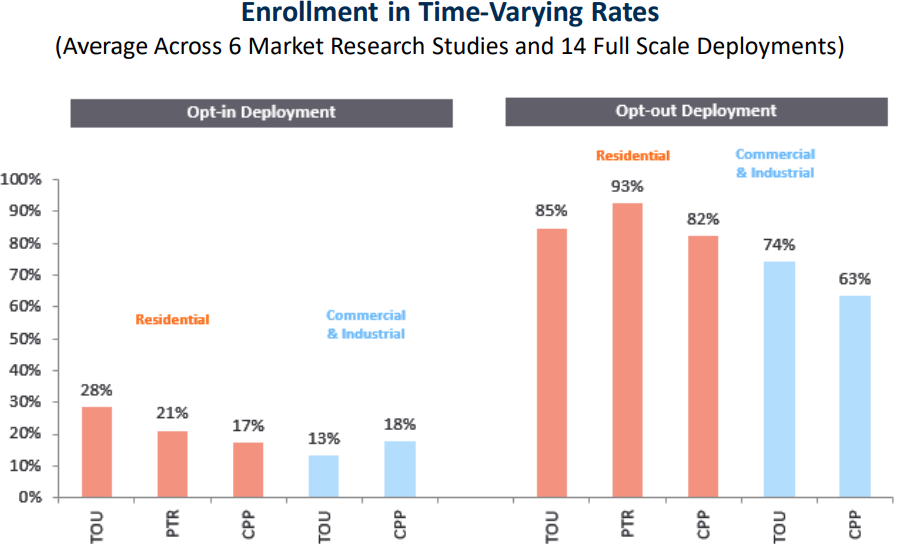 Enrollment in Time-Varying Rates
(Average Across 6 Market Research Studies and 14 Full Scale Deployments)
Opt-in Deployment
Opt-out Deployment
100%
90%
80%
70%
60%
50%
40%
30%
20%
10%
0%
Residential
Commercial
& Industrial
28%
21%
17%
13%
18%
TOU
PTR
CPP
TOU
CPP
Residential
Commercial
& Industrial
85%
93%
82%
74%
63%
TOU
PTR
CPP
TOU
CPP